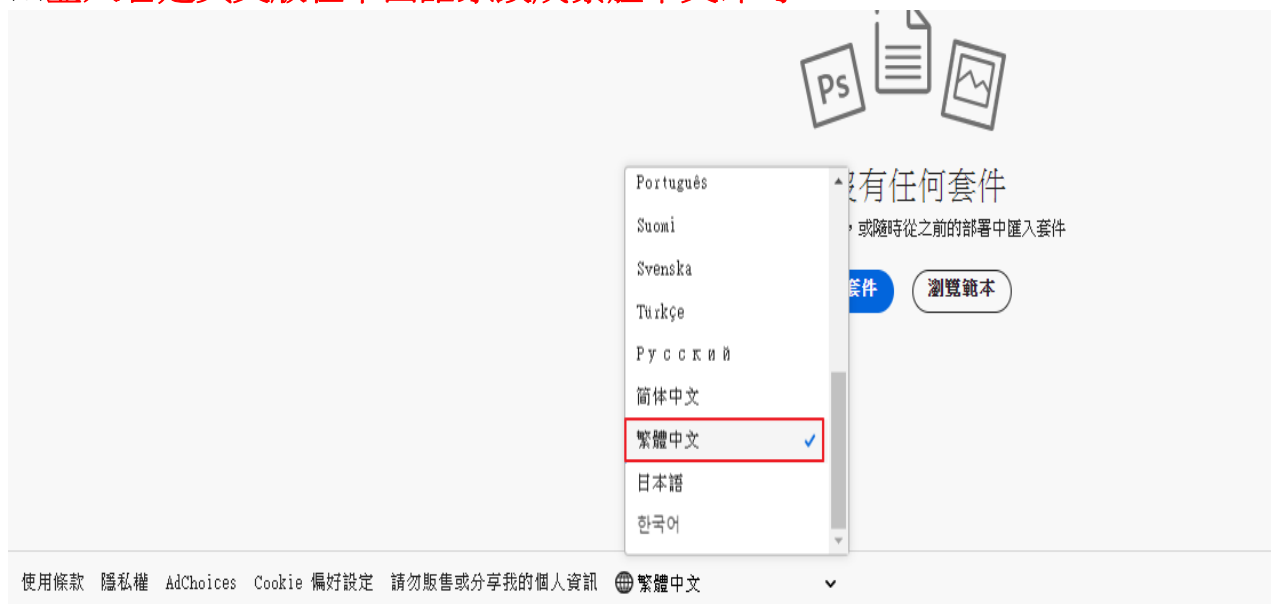 Ps
Português
有任何套件
Suomi
，或隨時從之前的部署中匯入套件
Svenska
套件
瀏覽範本
Türkçe
Русский
简体中文
繁體中文
日本語
한국어
使用條款 隱私權 AdChoices Cookie 偏好設定 請勿販售或分享我的個人資訊 繁體中文